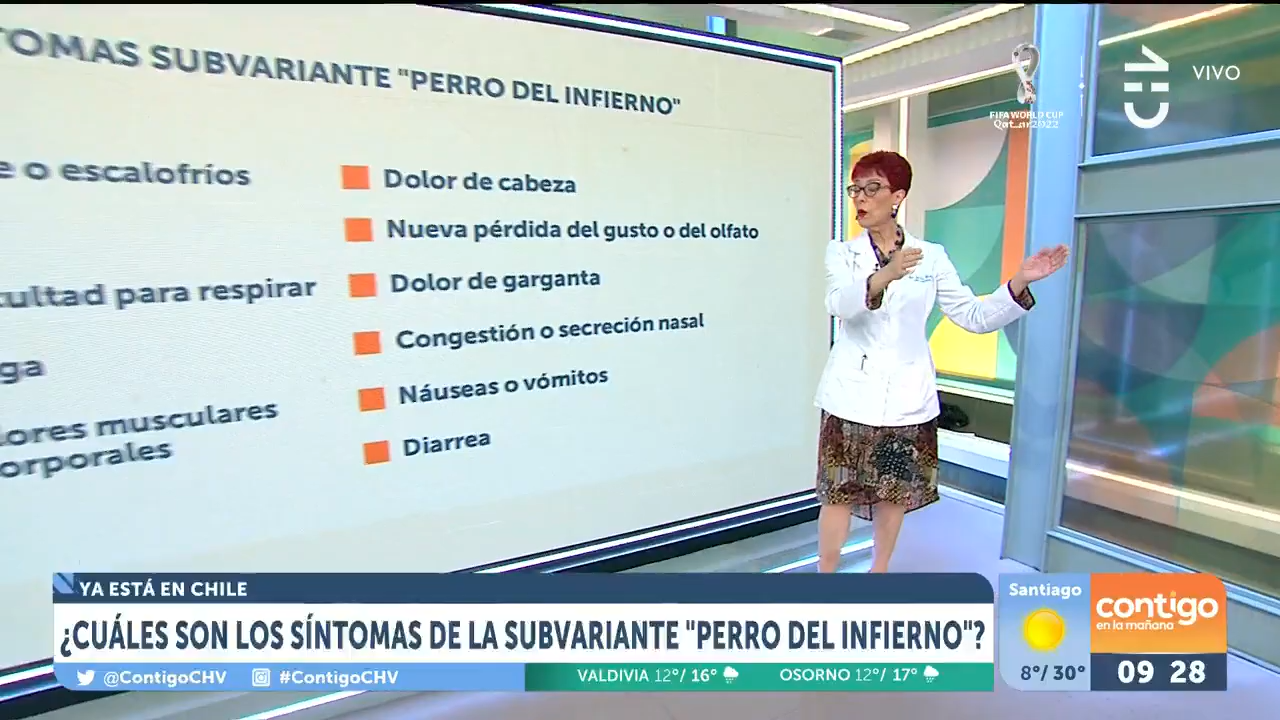 TOMAS SUBVARIANTE "PERRO DEL INFIERNO"
e o escalofríos
cultad para respirar
ga
lores musculares
orporales
Dolor de cabeza
Nueva pérdida del gusto o del olfato
Dolor de garganta
Congestión o secreción nasal
Náuseas o vómitos
Diarrea
FIFA WORLD CUP
Qatar2022
CHV
VIVO
YA ESTÁ EN CHILE
¿CUÁLES SON LOS SÍNTOMAS DE LA SUBVARIANTE "PERRO DEL INFIERNO"?
@ContigoCHV #ContigoCHV
VALDIVIA 12°/ 16° OSORNO 12°/ 17°
Santiago
8°/ 30°
contigo
en la mañana
09 28